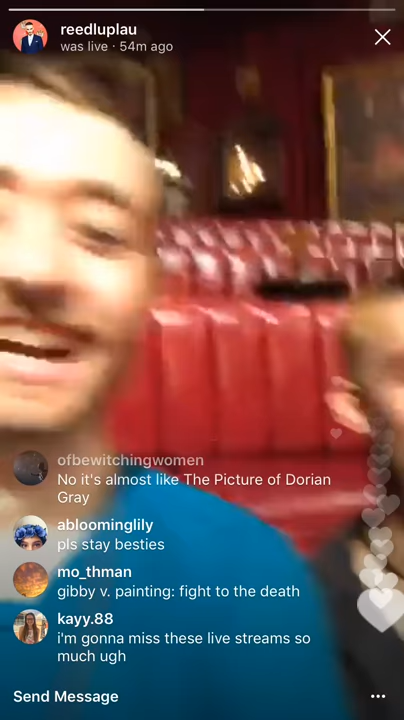 reedluplau
was live · 54m ago
ofbewitchingwomen
No it's almost like The Picture of Dorian
Gray
abloominglily
pls stay besties
mo_thman
gibby v. painting: fight to the death
kayy.88
i'm gonna miss these live streams so
much ugh
Send Message